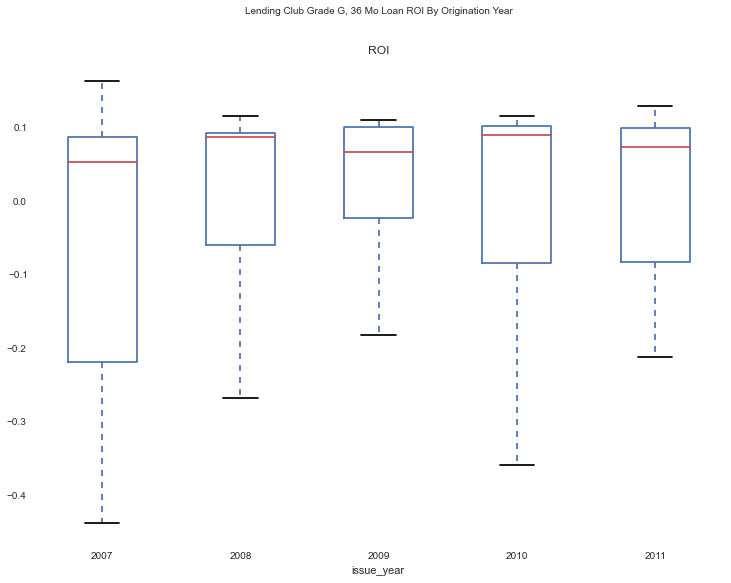 Lending Club Grade G, 36 Mo Loan ROI By Origination Year
ROI
0.1
0.0
−0.1
−0.2
−0.3
−0.4
2007 2008 2009 2010 2011
issue_year